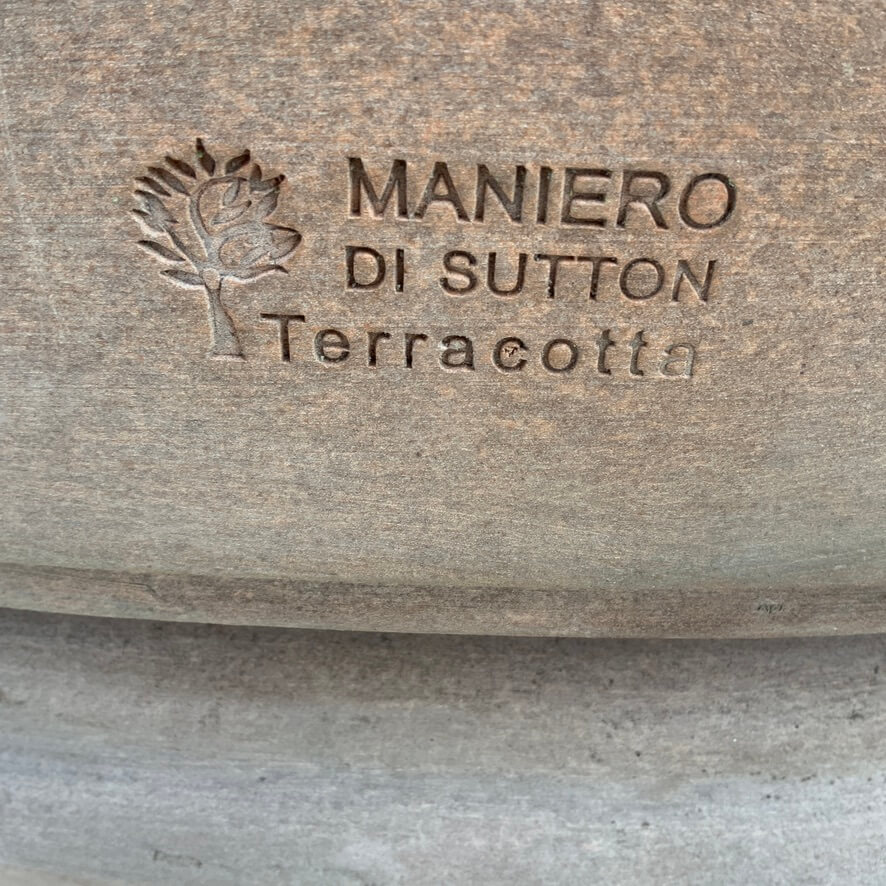 MANIERO
DI SUTTON
Terracotta